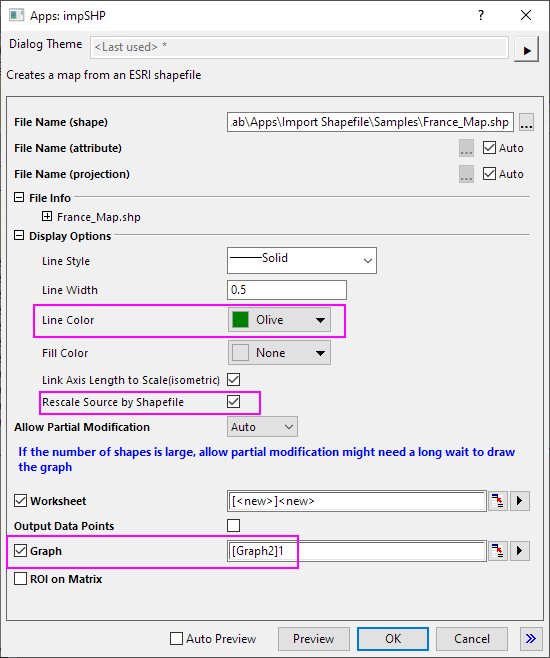 Apps: impSHP ? ×
Dialog Theme <Last used> *
Creates a map from an ESRI shapefile
File Name (shape) ab\Apps\Import Shapefile\Samples\France_Map.shp ...
File Name (attribute) ... Auto
File Name (projection) ... Auto
File Info
France_Map.shp
Display Options
Line Style Solid
Line Width 0.5
Line Color Olive
Fill Color None
Link Axis Length to Scale(isometric)
Rescale Source by Shapefile
Allow Partial Modification Auto
If the number of shapes is large, allow partial modification might need a long wait to draw
the graph
Worksheet [<new>]<new>
Output Data Points
Graph [Graph2]1
ROI on Matrix
Auto Preview Preview OK Cancel »